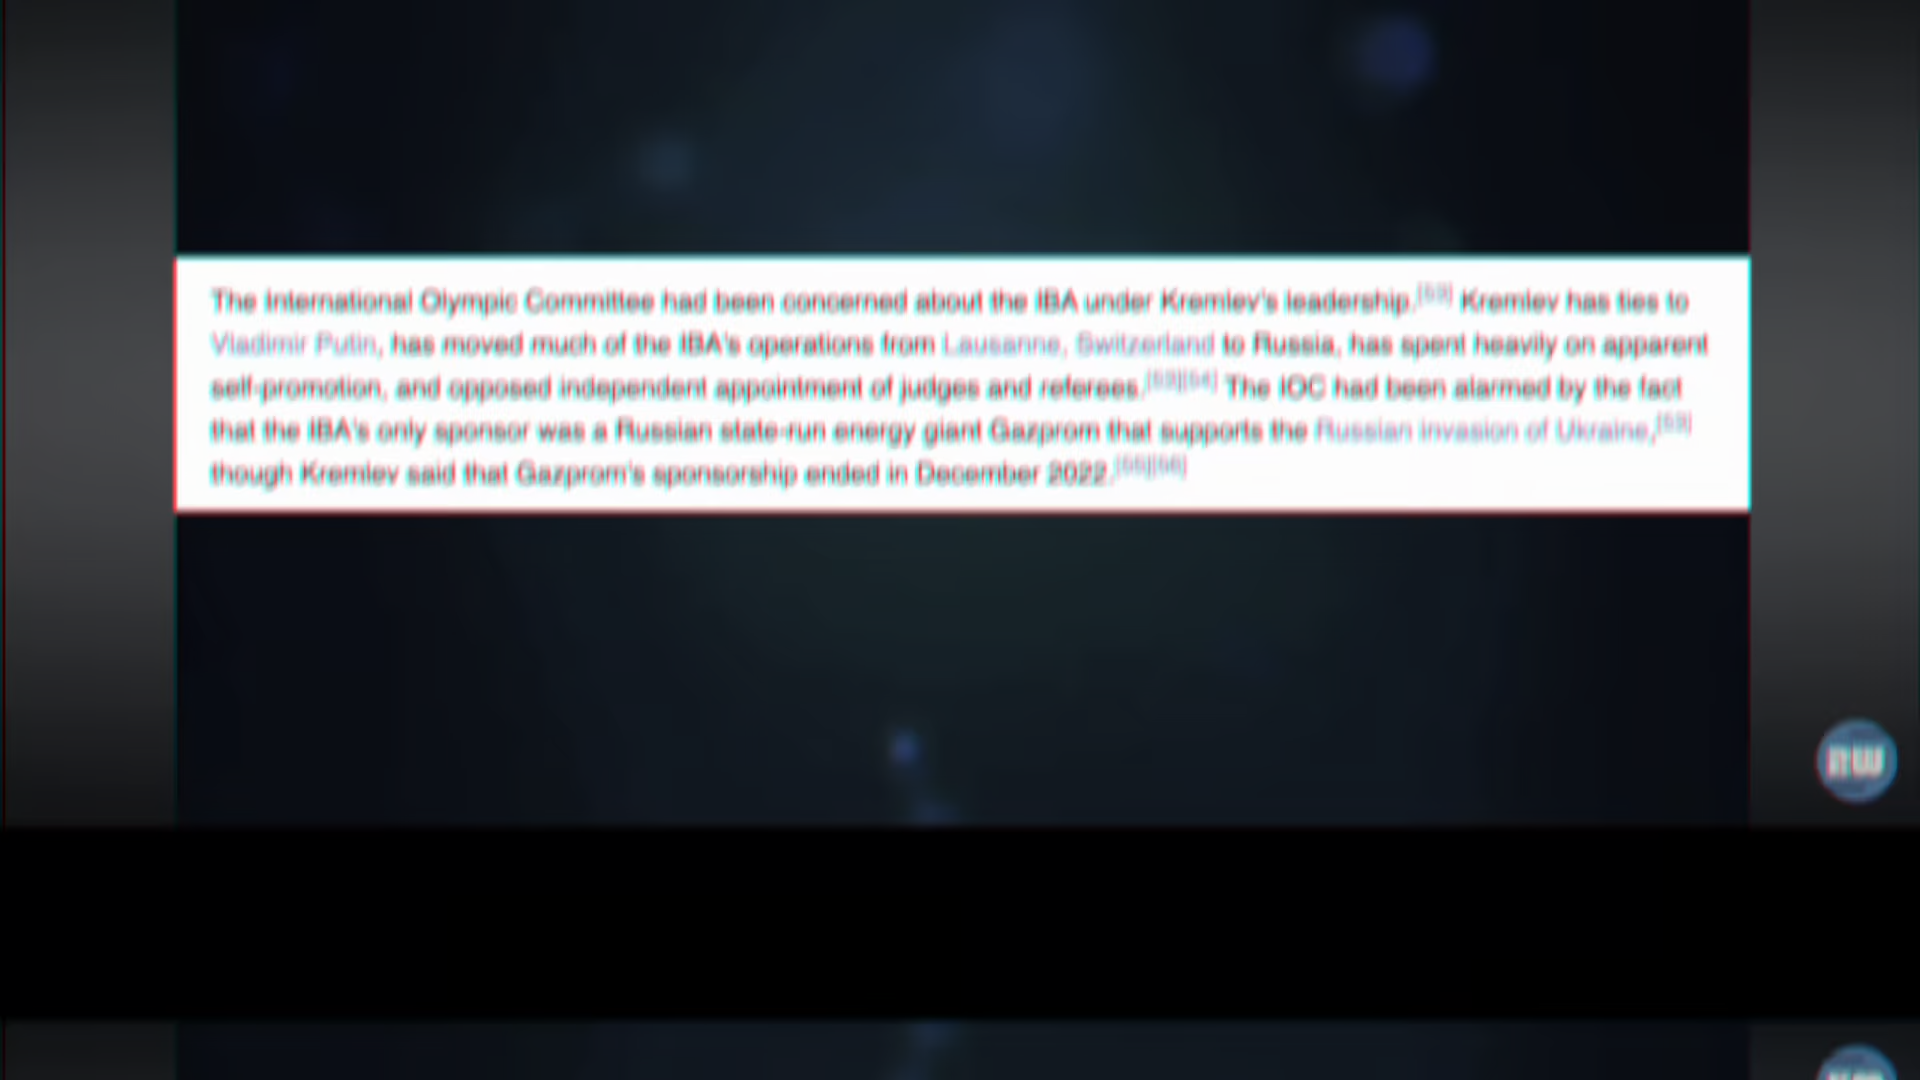 The International Olympic Committee had been concerned about the IBA under Kremlev's leadership.[53] Kremlev has ties to
Vladimir Putin, has moved much of the IBA's operations from Lausanne, Switzerland to Russia, has spent heavily on apparent
self-promotion, and opposed independent appointment of judges and referees.[53][54] The IOC had been alarmed by the fact
that the IBA's only sponsor was a Russian state-run energy giant Gazprom that supports the Russian invasion of Ukraine,[53]
though Kremlev said that Gazprom's sponsorship ended in December 2022.[55][56]
nw